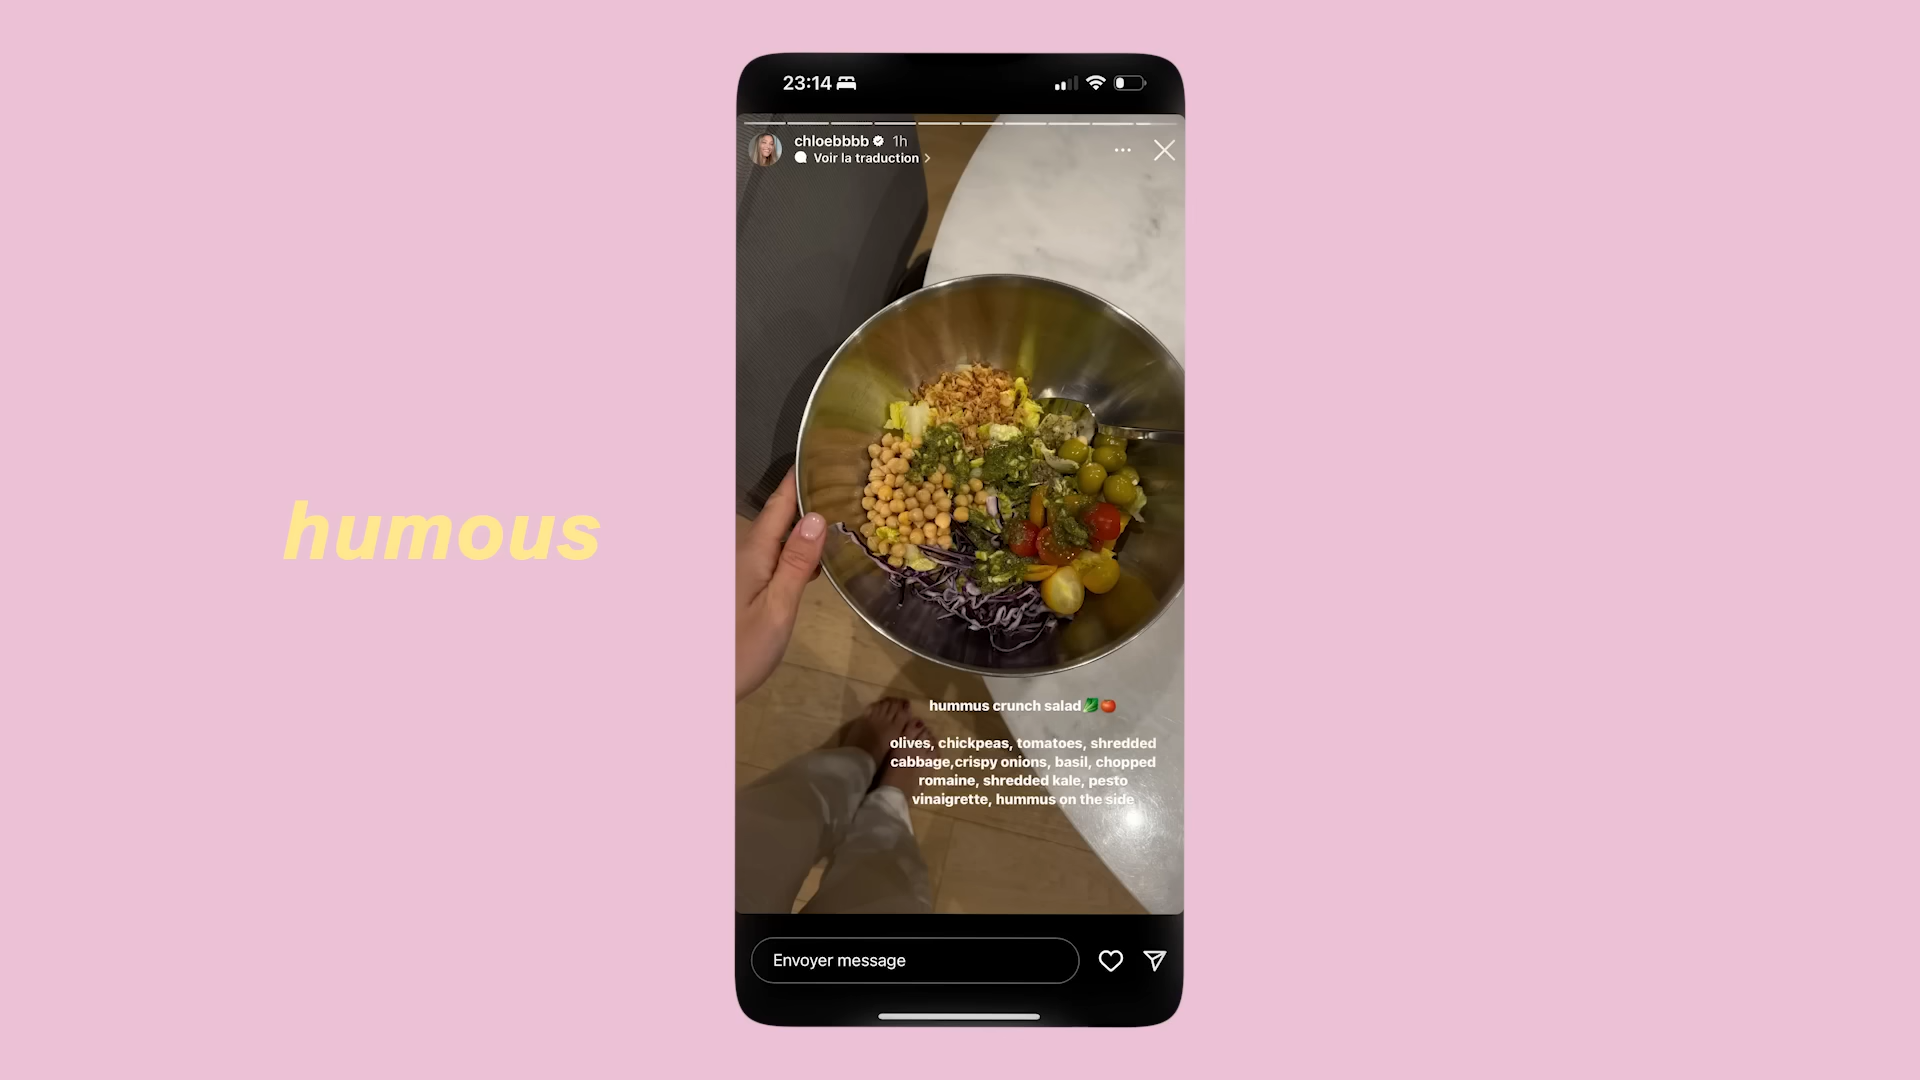 humous
23:14
chloebbbb 1h
Voir la traduction
hummus crunch salad🥬🍅
olives, chickpeas, tomatoes, shredded
cabbage,crispy onions, basil, chopped
romaine, shredded kale, pesto
vinaigrette, hummus on the side
Envoyer message